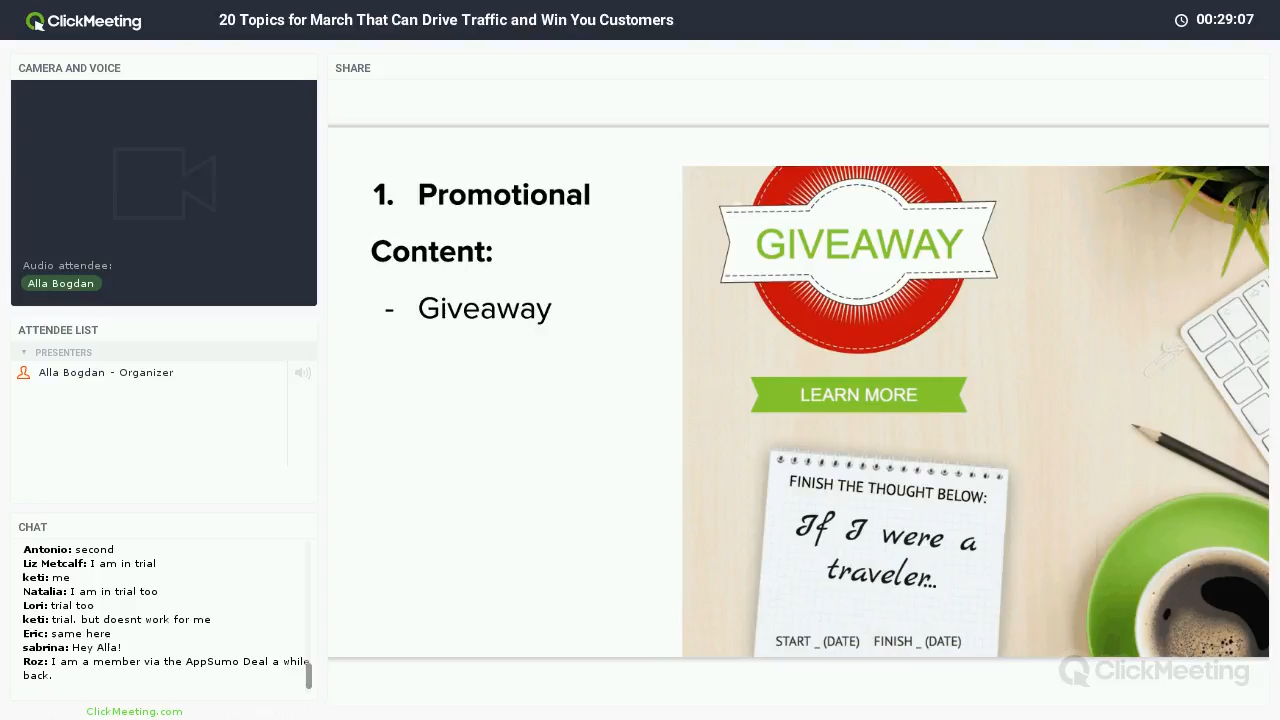 ClickMeeting
20 Topics for March That Can Drive Traffic and Win You Customers
00:29:07
CAMERA AND VOICE
Audio attendee:
Alla Bogdan
ATTENDEE LIST
PRESENTERS
Alla Bogdan - Organizer
CHAT
Antonio: second
Liz Metcalf: I am in trial
keti: me
Natalia: I am in trial too
Lori: trial too
keti: trial. but doesnt work for me
Eric: same here
sabrina: Hey Alla!
Roz: I am a member via the AppSumo Deal a while
back.
ClickMeeting.com
SHARE
1. Promotional
Content:
- Giveaway
GIVEAWAY
LEARN MORE
FINISH THE THOUGHT BELOW:
If I were a
traveler..
START _ (DATE) FINISH _ (DATE)
ClickMeeting